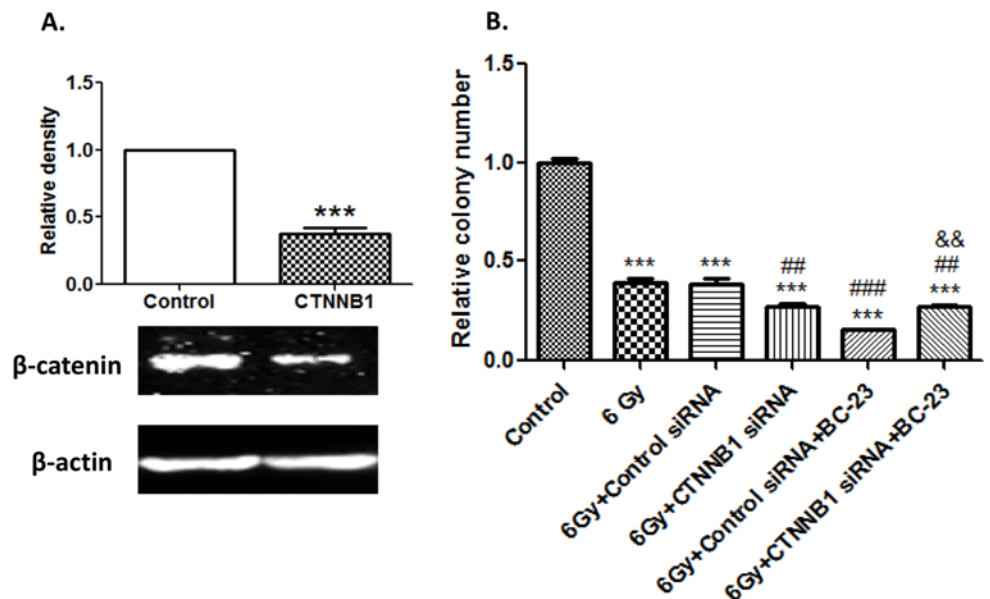 A.
Relative density
1.5
1.0
0.5
0.0
***
Control
CTNNB1
β-catenin
β-actin
B.
Relative colony number
1.5
1.0
0.5
0.0
***
***
##
***
###
***
&&
##
***
Control
6 Gy
6Gy+Control siRNA
6Gy+CTNNB1 siRNA
6Gy+Control siRNA+BC-23
6Gy+CTNNB1 siRNA+BC-23